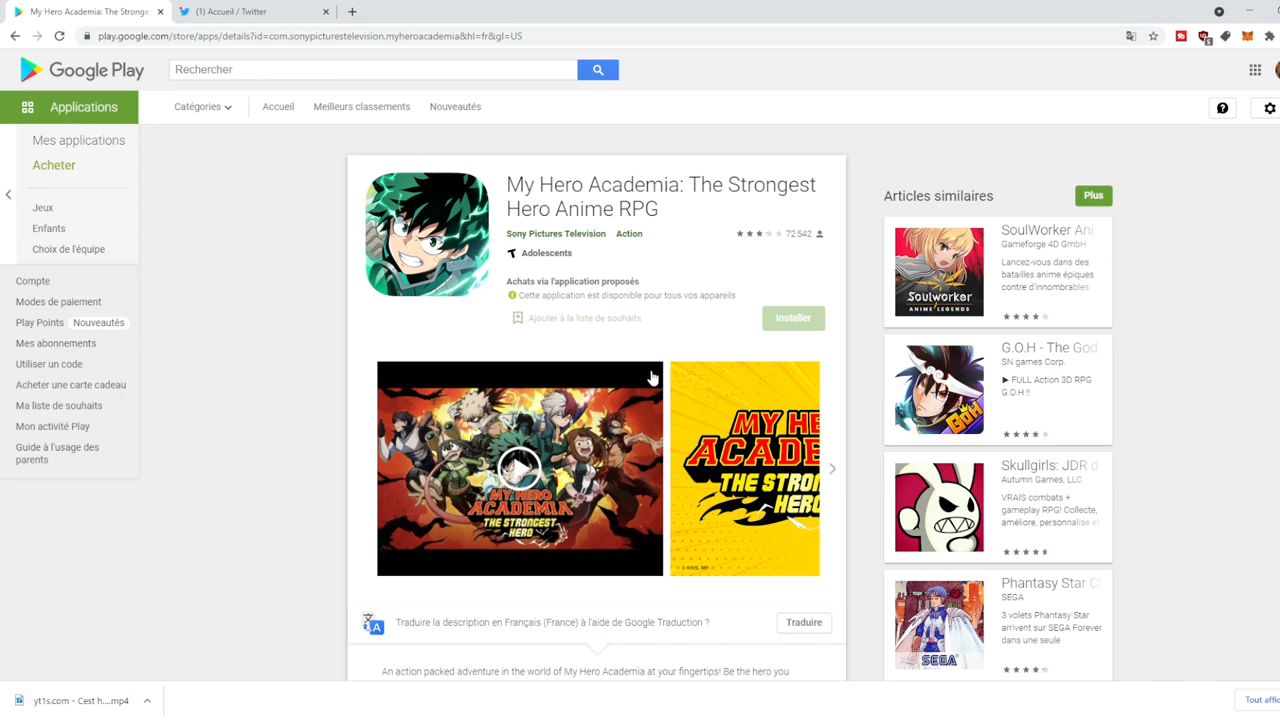 My Hero Academia: The Stronges
(1) Accueil / Twitter
play.google.com/store/apps/details?id=com.sonypicturestelevision.myheroacademia&hl=fr&gl=US
5
Google Play
Rechercher
Applications
Catégories
Accueil
Meilleurs classements
Nouveautés
Mes applications
Acheter
Jeux
Enfants
Choix de l'équipe
Compte
Modes de paiement
Play Points Nouveautés
Mes abonnements
Utiliser un code
Acheter une carte cadeau
Ma liste de souhaits
Mon activité Play
Guide à l'usage des
parents
My Hero Academia: The Strongest
Hero Anime RPG
Sony Pictures Television Action
72 542
T Adolescents
Achats via l'application proposés
Cette application est disponible pour tous vos appareils
Ajouter à la liste de souhaits
Installer
MY HERO
ACADEMIA
THE STRONGEST
HERO
MY HE
ACADEM
THE STRON
HERO
Traduire la description en Français (France) à l'aide de Google Traduction ?
Traduire
An action packed adventure in the world of My Hero Academia at your fingertips! Be the hero you
Articles similaires
Plus
SoulWorker
ANIME LEGENDS
SoulWorker Ani
Gameforge 4D GmbH
Lancez-vous dans des
batailles anime épiques
contre d'innombrables
GOH
G.O.H - The God
SN games Corp.
▶ FULL Action 3D RPG
G.O.H !!
Skullgirls: JDR d
Autumn Games, LLC
VRAIS combats +
gameplay RPG! Collecte,
améliore, personnalise et
SEGA
Phantasy Star C
SEGA
3 volets Phantasy Star
arrivent sur SEGA Forever
dans une seule
yt1s.com - Cest h....mp4
Tout affic